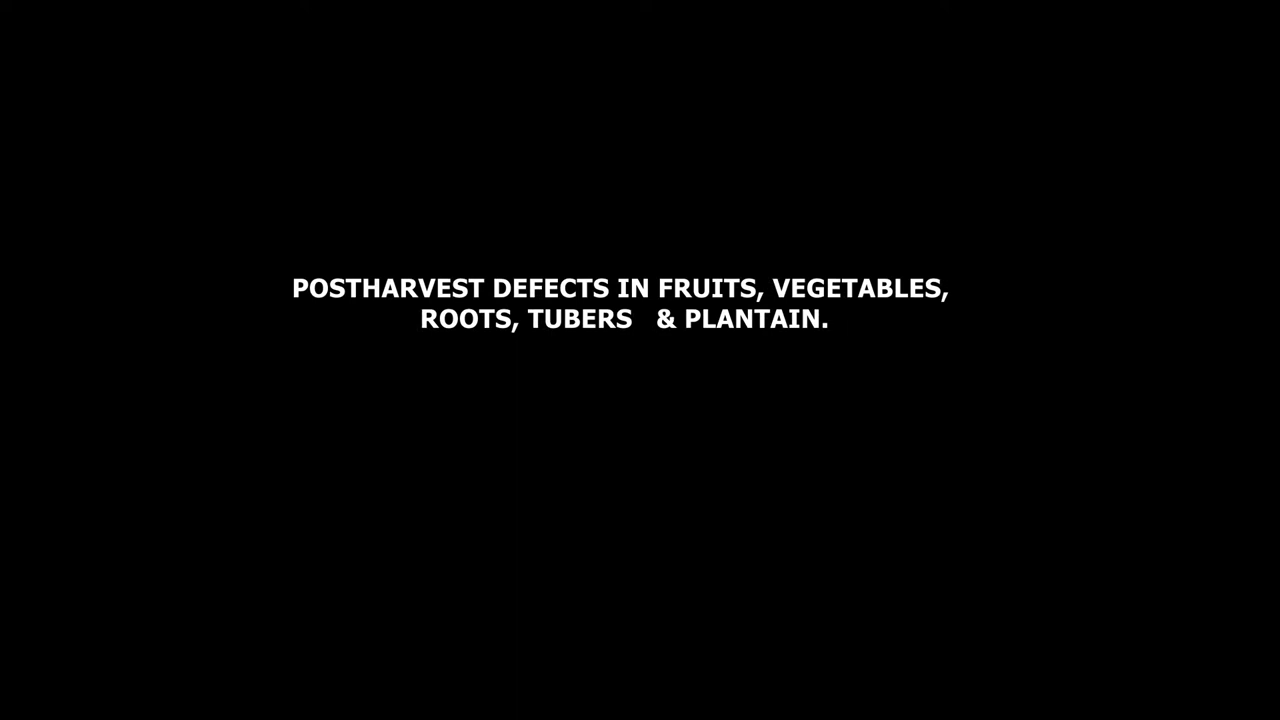 POSTHARVEST DEFECTS IN FRUITS, VEGETABLES,
ROOTS, TUBERS & PLANTAIN.